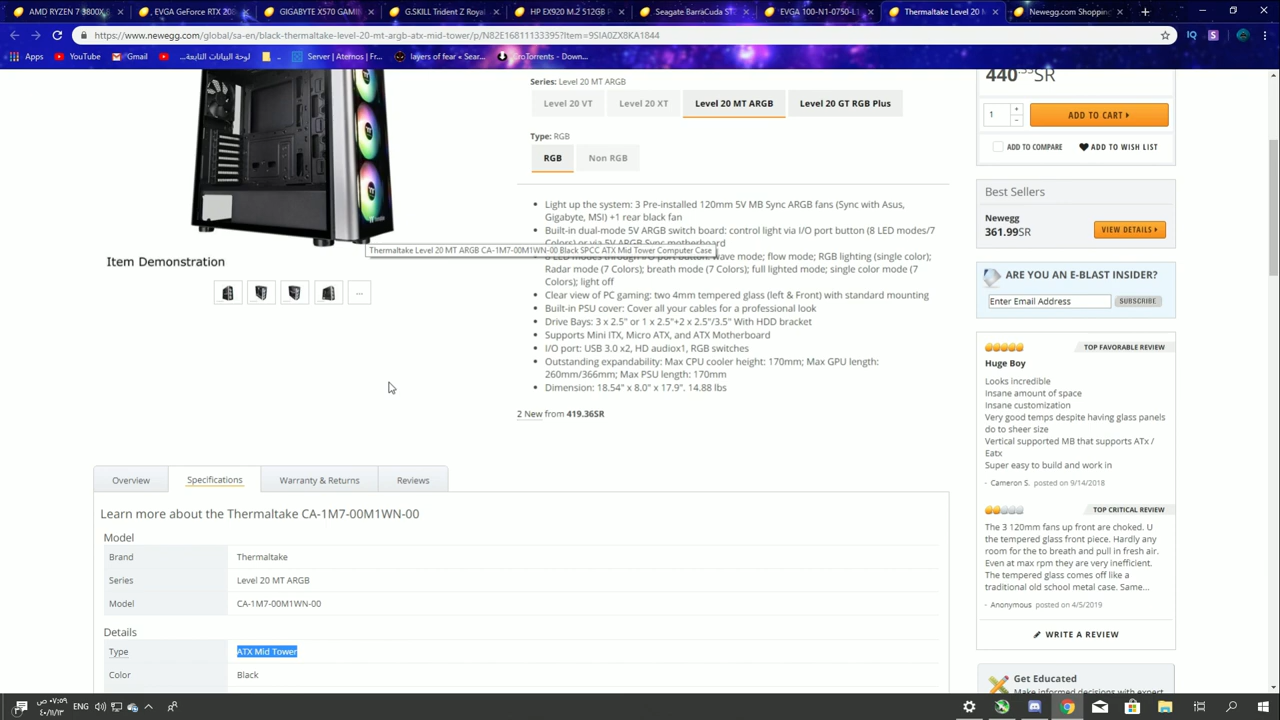 AMD RYZEN 7 3800X
EVGA GeForce RTX 208
GIGABYTE X570 GAMI
G.SKILL Trident Z Royal
HP EX920 M.2 512GB P
Seagate BarraCuda ST
EVGA 100-N1-0750-L1
Thermaltake Level 20 M
Newegg.com Shoppin
https://www.newegg.com/global/sa-en/black-thermaltake-level-20-mt-argb-atx-mid-tower/p/N82E16811133395?Item=9SIA0ZX8KA1844
Apps
YouTube
Gmail
Maps
News
لوحات البنات التابعة...
Server | Aternos | Fr...
layers of fear « Sear...
CroTorrents - Down...
Series: Level 20 MT ARGB
Level 20 VT
Level 20 XT
Level 20 MT ARGB
Level 20 GT RGB Plus
Type: RGB
RGB
Non RGB
Light up the system: 3 Pre-installed 120mm 5V MB Sync ARGB fans (Sync with Asus,
Gigabyte, MSI) +1 rear black fan
Built-in dual-mode 5V ARGB switch board: control light via I/O port button (8 LED modes/7
Colors) or via 5V ARGB Sync motherboard
Thermaltake Level 20 MT ARGB CA-1M7-00M1WN-00 Black SPCC ATX Mid Tower Computer Case
8 LED modes through I/O port button: wave mode; flow mode; RGB lighting (single color);
Radar mode (7 Colors); breath mode (7 Colors); full lighted mode; single color mode (7
Colors); light off
Clear view of PC gaming: two 4mm tempered glass (left & Front) with standard mounting
Built-in PSU cover: Cover all your cables for a professional look
Drive Bays: 3 x 2.5" or 1 x 2.5"+2 x 2.5"/3.5" With HDD bracket
Supports Mini ITX, Micro ATX, and ATX Motherboard
I/O port: USB 3.0 x2, HD audiox1, RGB switches
Outstanding expandability: Max CPU cooler height: 170mm; Max GPU length:
260mm/366mm; Max PSU length: 170mm
Dimension: 18.54" x 8.0" x 17.9". 14.88 lbs
2 New from 419.36SR
Item Demonstration
...
440.35SR
1
ADD TO CART
ADD TO COMPARE
ADD TO WISH LIST
Best Sellers
Newegg
361.99SR
VIEW DETAILS
ARE YOU AN E-BLAST INSIDER?
Enter Email Address
SUBSCRIBE
TOP FAVORABLE REVIEW
Huge Boy
Looks incredible
Insane amount of space
Insane customization
Very good temps despite having glass panels
do to sheer size
Vertical supported MB that supports ATx /
Eatx
Super easy to build and work in
- Cameron S. posted on 9/14/2018
TOP CRITICAL REVIEW
The 3 120mm fans up front are choked. U
the tempered glass front piece. Hardly any
room for the to breath and pull in fresh air.
Even at max rpm they are very inefficient.
The tempered glass comes off like a
traditional old school metal case. Same...
- Anonymous posted on 4/5/2019
WRITE A REVIEW
Get Educated
Make informed decisions with expert
Overview
Specifications
Warranty & Returns
Reviews
Learn more about the Thermaltake CA-1M7-00M1WN-00
Model
Brand
Thermaltake
Series
Level 20 MT ARGB
Model
CA-1M7-00M1WN-00
Details
Type
ATX Mid Tower
Color
Black
ENG